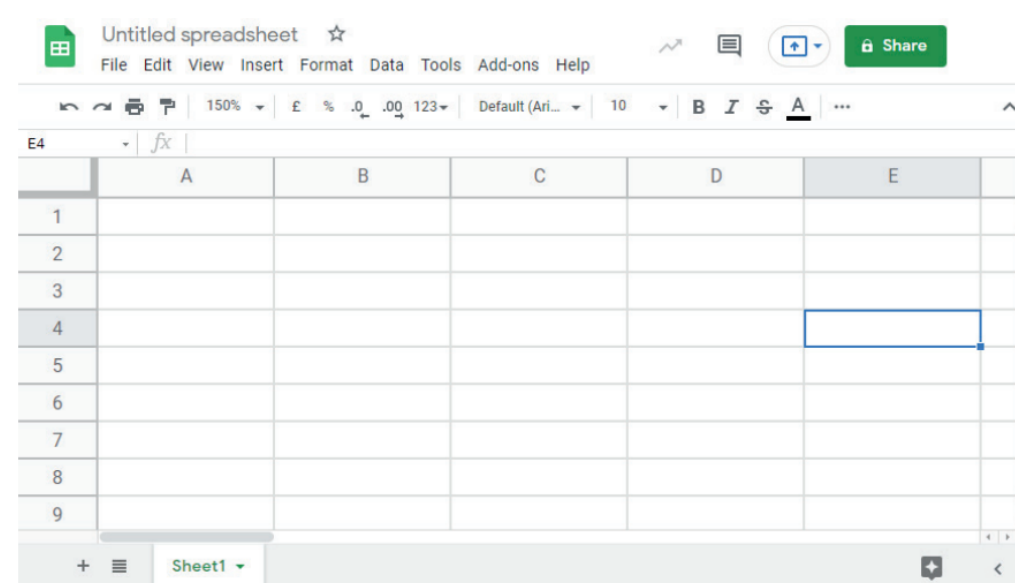 Untitled spreadsheet
File Edit View Insert Format Data Tools Add-ons Help
Share
150% £ % .0 .00 123 Default (Ari... 10 B I S A ...
E4 fx
A B C D E
1
2
3
4
5
6
7
8
9
+ Sheet1